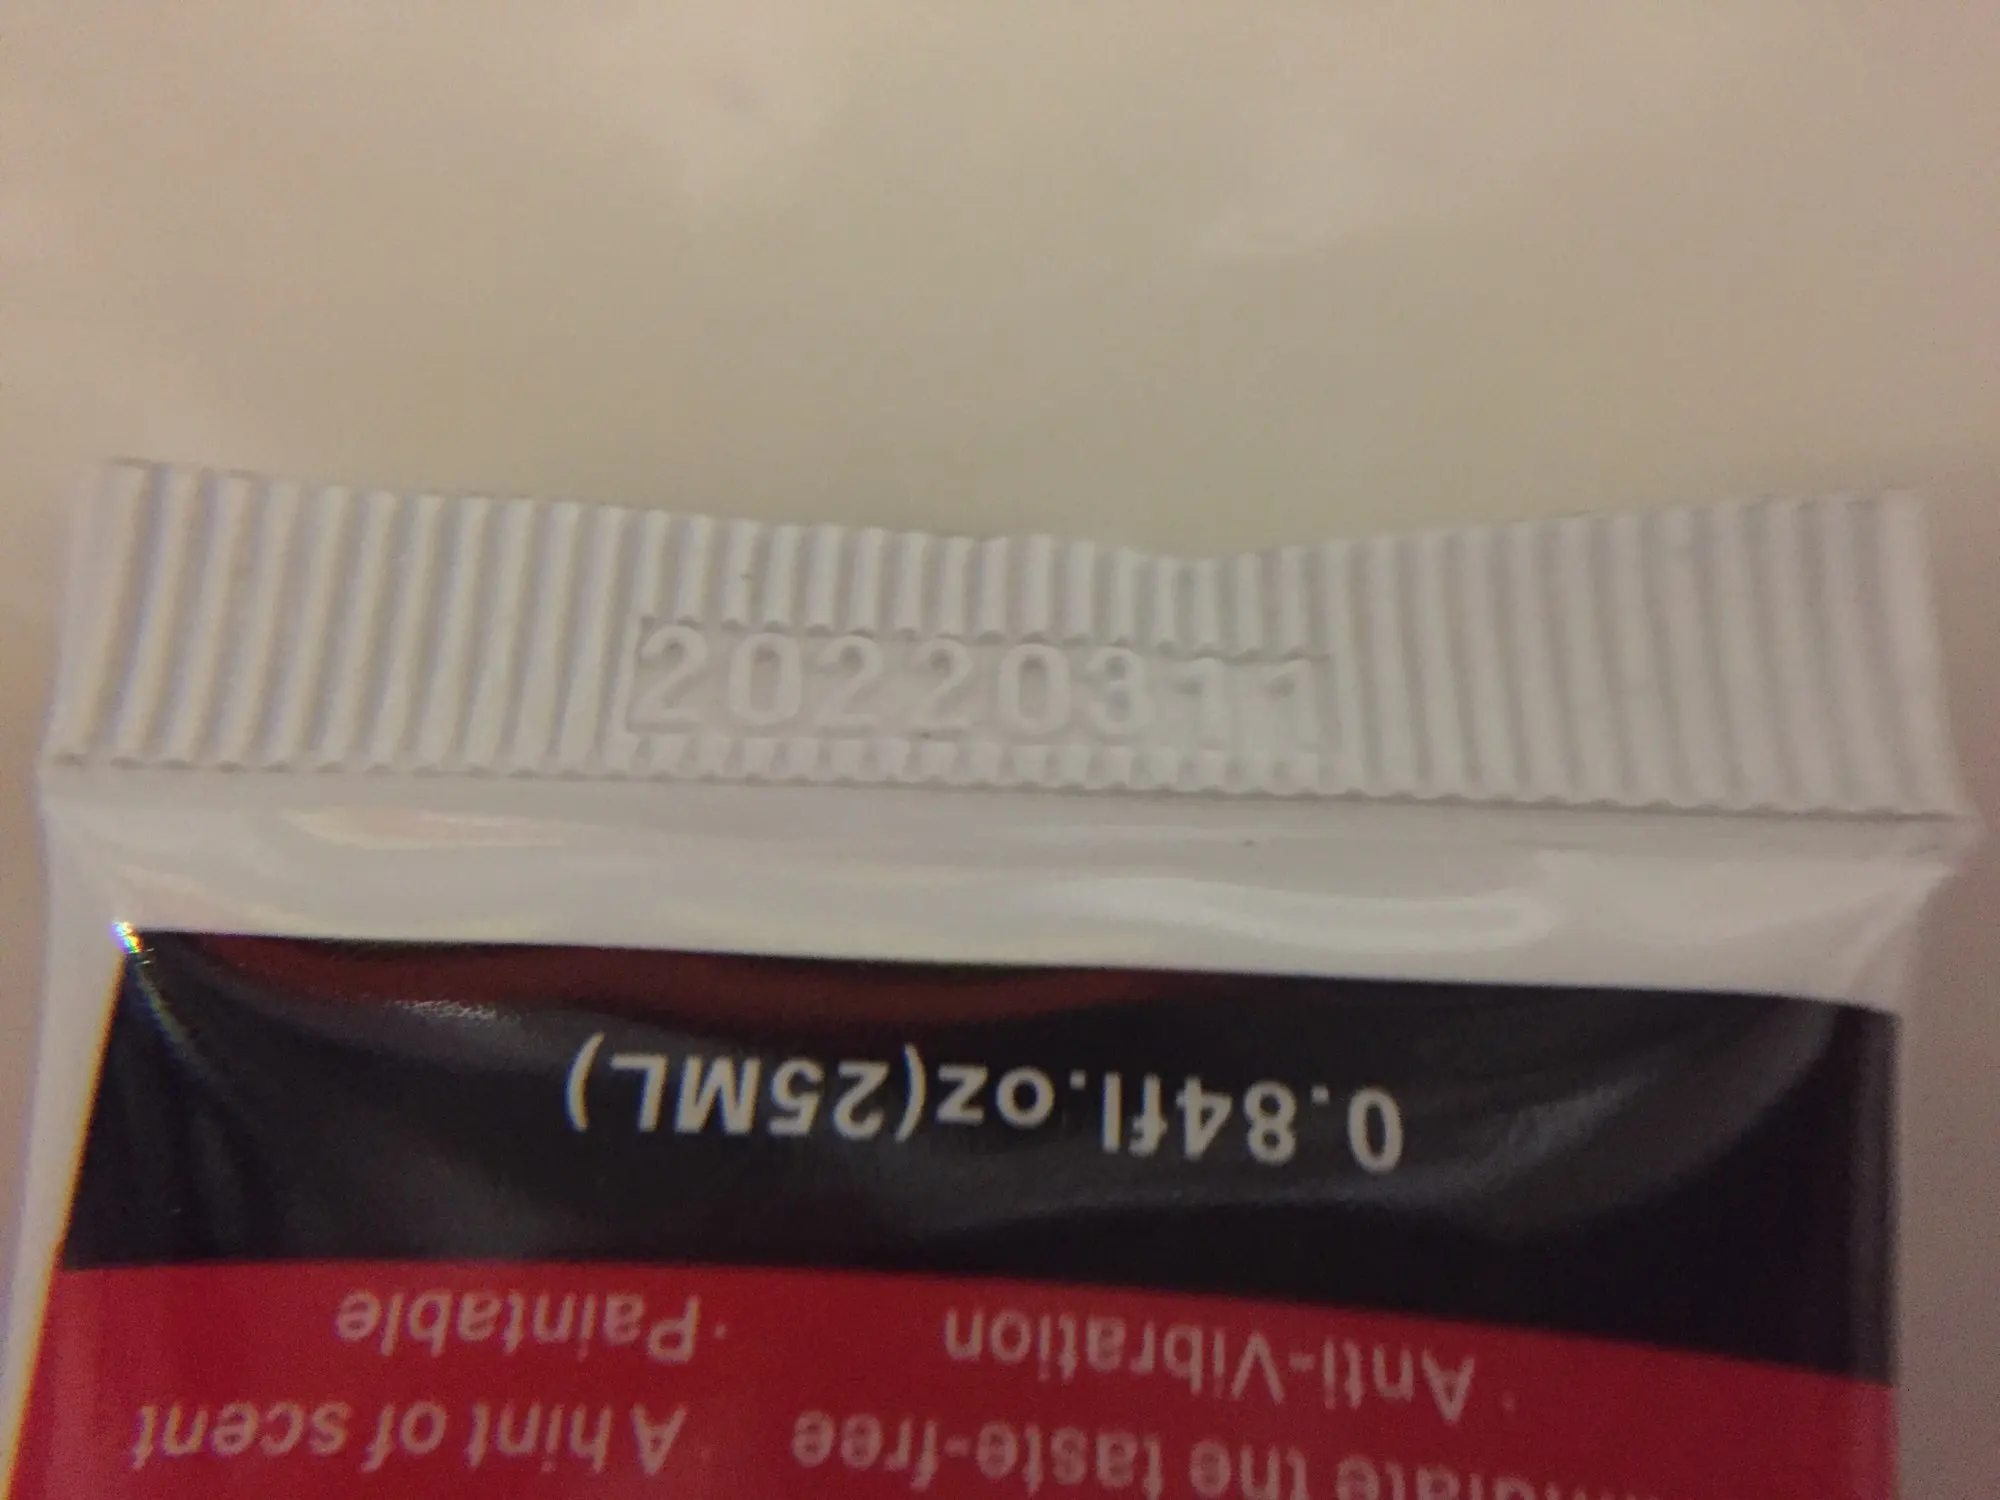 20220311
0.84fl.oz(25ML)
· Anti-Vibration
· Paintable
the taste-free
A hint of scent